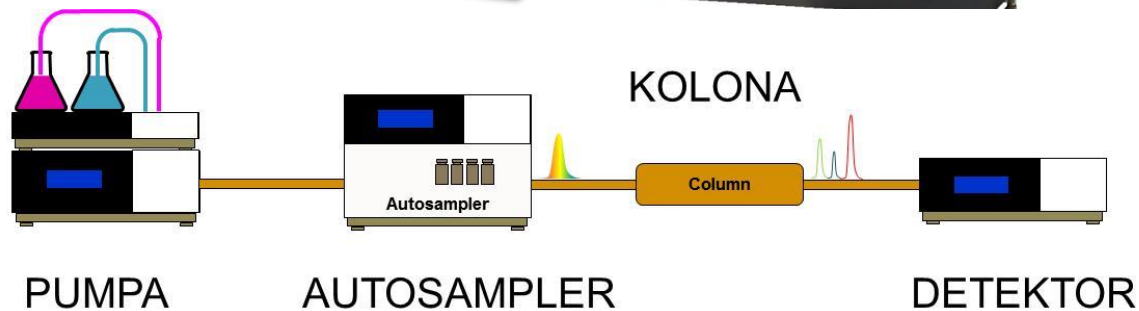 KOLONA
Column
Autosampler
PUMPA
AUTOSAMPLER
DETEKTOR